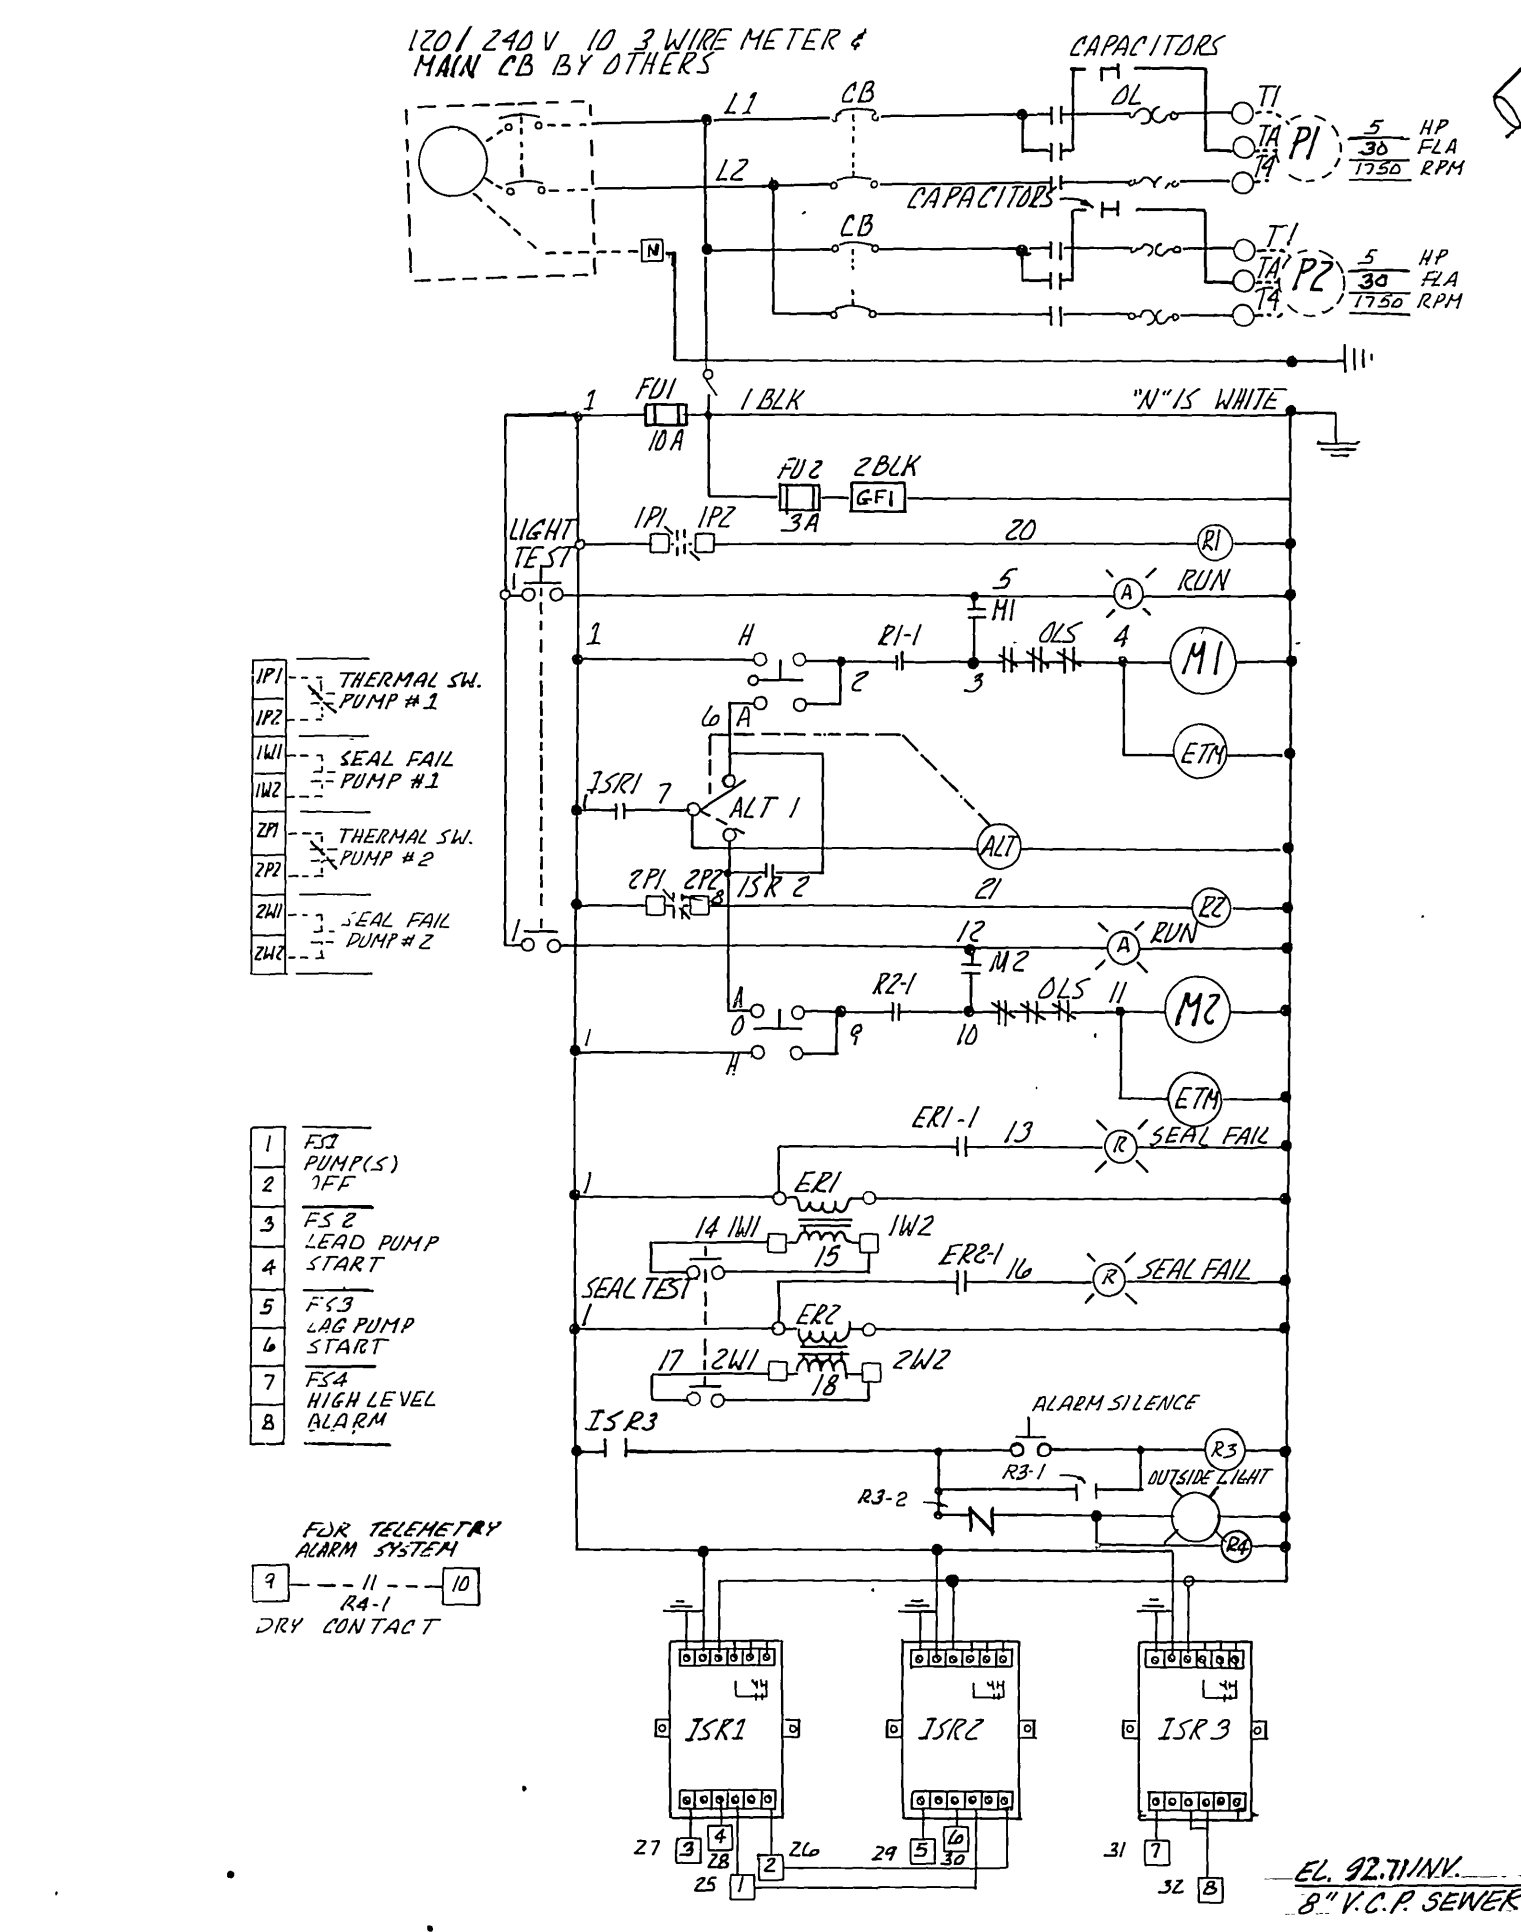 120/240V 1Ø 3 WIRE METER &
MAIN CB BY OTHERS
CAPACITORS
L1
CB
OL
T1
TA
T4
P1
5 HP
30 FLA
1750 RPM
L2
CAPACITORS
CB
N
T1
TA
T4
P2
5 HP
30 FLA
1750 RPM
1
FU1
10A
1 BLK
"N" IS WHITE
FU2
3A
2 BLK
GFI
LIGHT
TEST
1P1
1P2
20
R1
1
5
A
RUN
M1
1
H
R1-1
OLS
4
M1
2
3
6
A
ETM
1P1
1P2
THERMAL SW.
PUMP #1
1W1
1W2
SEAL FAIL
PUMP #1
2P1
2P2
THERMAL SW.
PUMP #2
2W1
2W2
SEAL FAIL
PUMP #2
1
ISR1
7
ALT 1
ALT
ISR 2
2P1
2P2
8
21
R2
1
12
A
RUN
M2
A
O
H
R2-1
OLS
11
M2
1
9
10
ETM
ER1-1
13
R
SEAL FAIL
1
ER1
14
1W1
1W2
15
SEAL TEST
ER2-1
16
R
SEAL FAIL
1
ER2
17
2W1
2W2
18
1
2
FS1
PUMP(S)
OFF
3
4
FS2
LEAD PUMP
START
5
6
FS3
LAG PUMP
START
7
8
FS4
HIGH LEVEL
ALARM
ISR3
ALARM SILENCE
R3
R3-1
OUTSIDE LIGHT
R3-2
R4
FOR TELEMETRY
ALARM SYSTEM
9
10
R4-1
DRY CONTACT
ISR1
ISR2
ISR3
27
3
4
28
25
1
2
26
29
5
6
30
31
7
32
8
EL. 92.71 INV.
8" V.C.P. SEWER